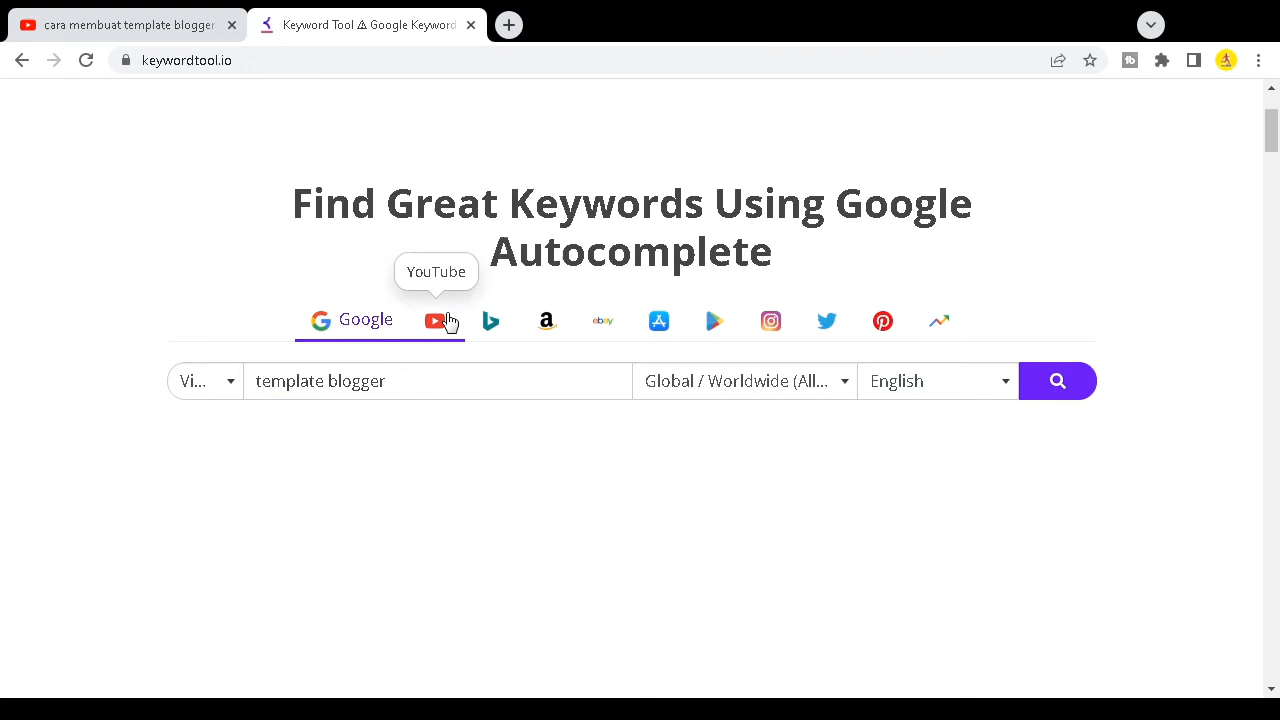 cara membuat template blogger
Keyword Tool ⚠ Google Keyword
keywordtool.io
Find Great Keywords Using Google
Autocomplete
YouTube
Google
ebay
Vi...
template blogger
Global / Worldwide (All...
English